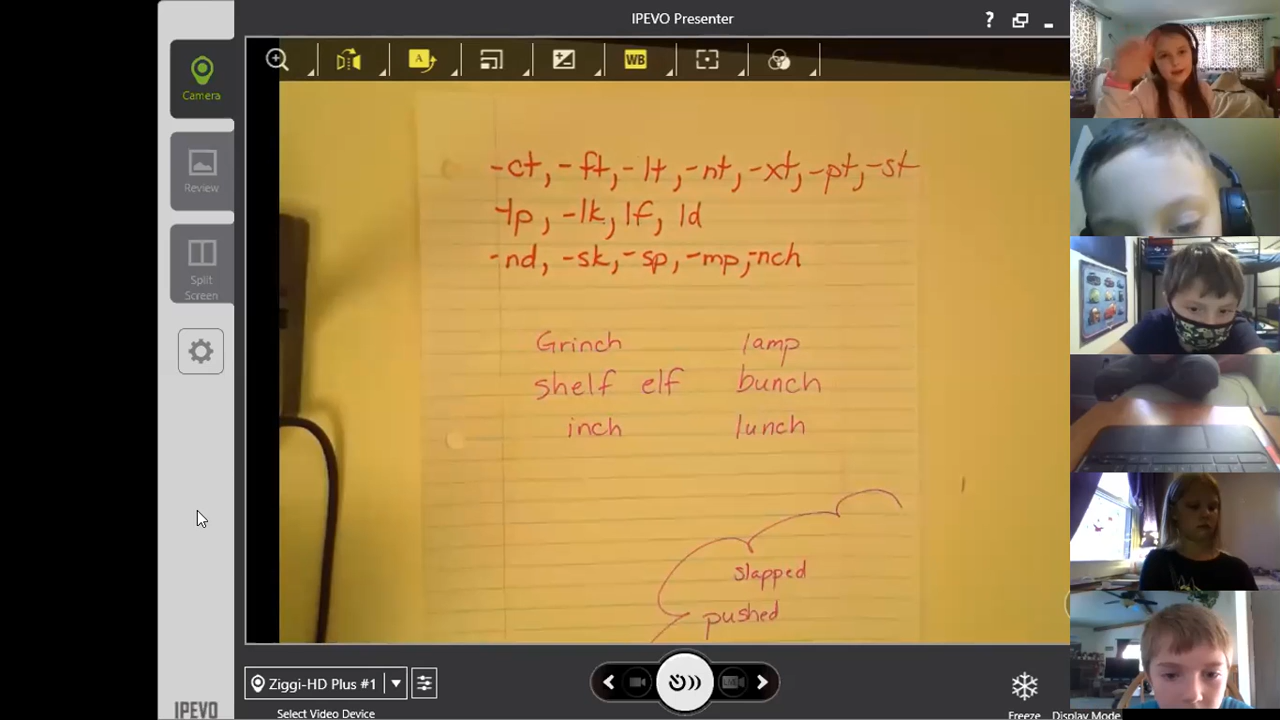 IPEVO Presenter
?
Camera
WB
Review
Split
Screen
-ct, -ft, -lt, -nt, -xt, -pt, -st
-lp, -lk, lf, ld
-nd, -sk, -sp, -mp, -nch
Grinch lamp
shelf elf bunch
inch lunch
slapped
pushed
Ziggi-HD Plus #1
Select Video Device
Freeze
Display Mode
IPEVO